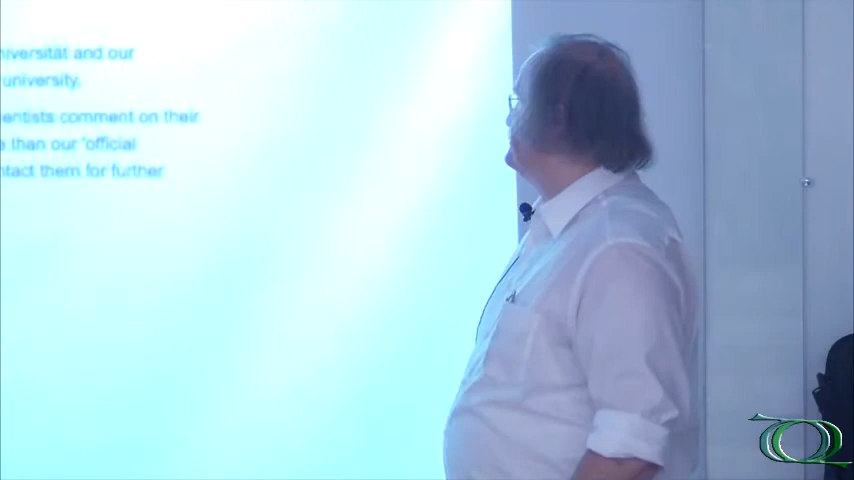 niversität and our
university.
entists comment on their
e than our 'official
ntact them for further